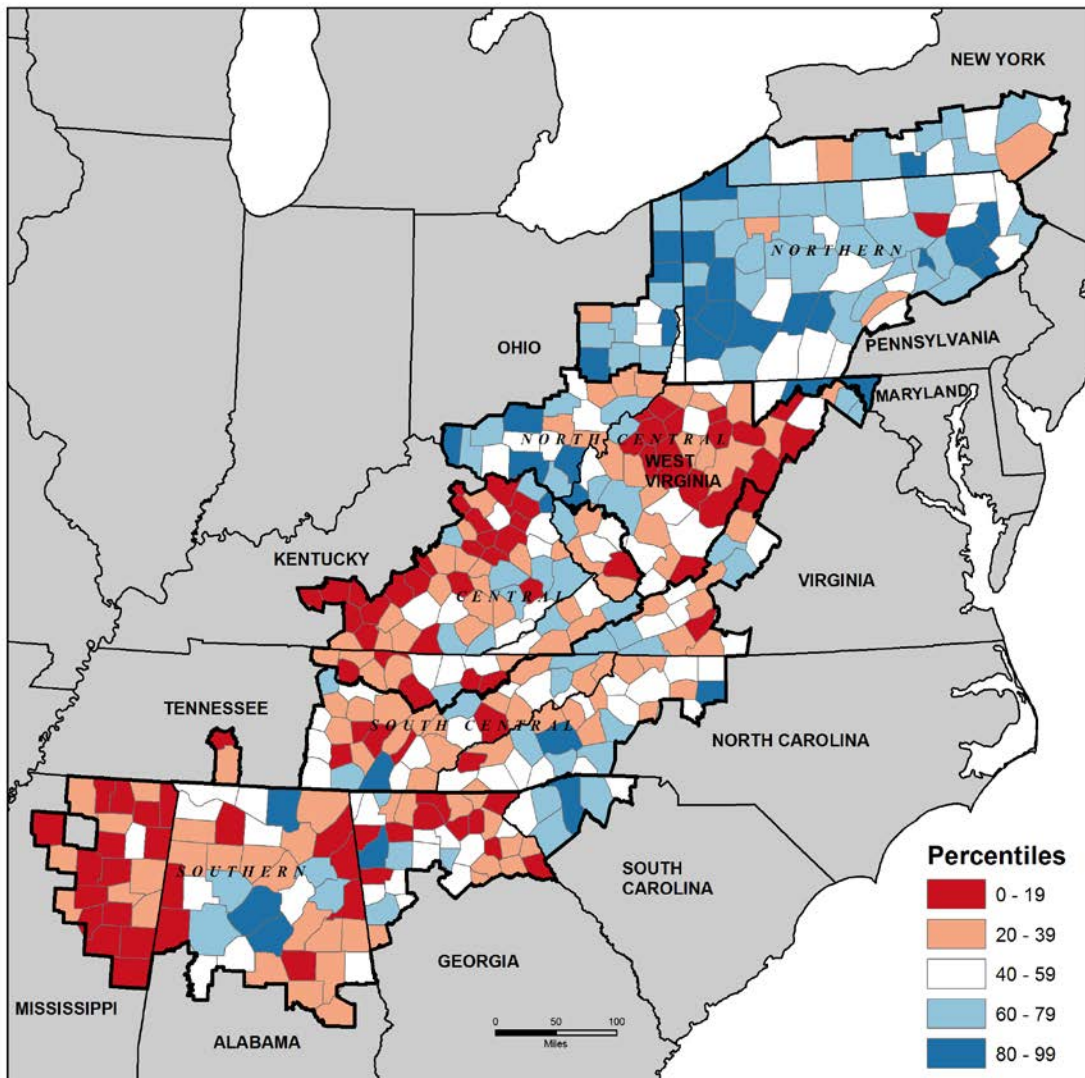 NEW YORK
NORTHERN
PENNSYLVANIA
OHIO
MARYLAND
NORTH CENTRAL
WEST
VIRGINIA
KENTUCKY
VIRGINIA
CENTRAL
TENNESSEE
SOUTH CENTRAL
NORTH CAROLINA
SOUTHERN
SOUTH
CAROLINA
GEORGIA
MISSISSIPPI
ALABAMA
0 50 100
Miles
Percentiles
0 - 19
20 - 39
40 - 59
60 - 79
80 - 99